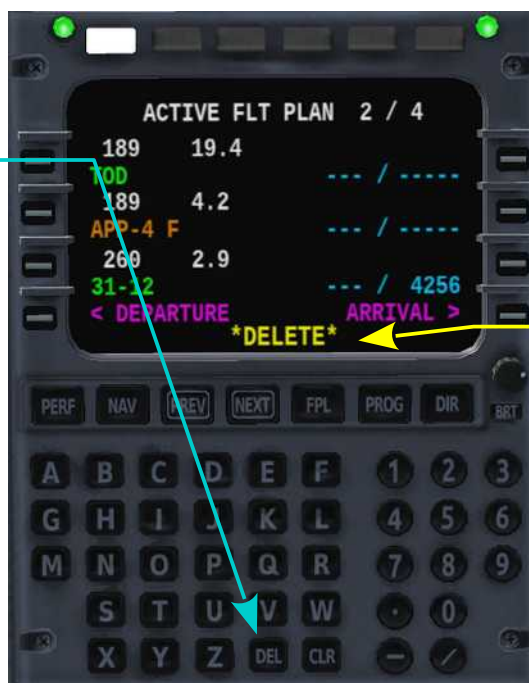 ACTIVE FLT PLAN 2 / 4
189 19.4
TOD --- / -----
189 4.2
APP-4 F --- / -----
260 2.9
31-12 --- / 4256
< DEPARTURE ARRIVAL >
*DELETE*
PERF NAV PREV NEXT FPL PROG DIR BRT
A B C D E F 1 2 3
G H I J K L 4 5 6
M N O P Q R 7 8 9
S T U V W · 0
X Y Z DEL CLR - /